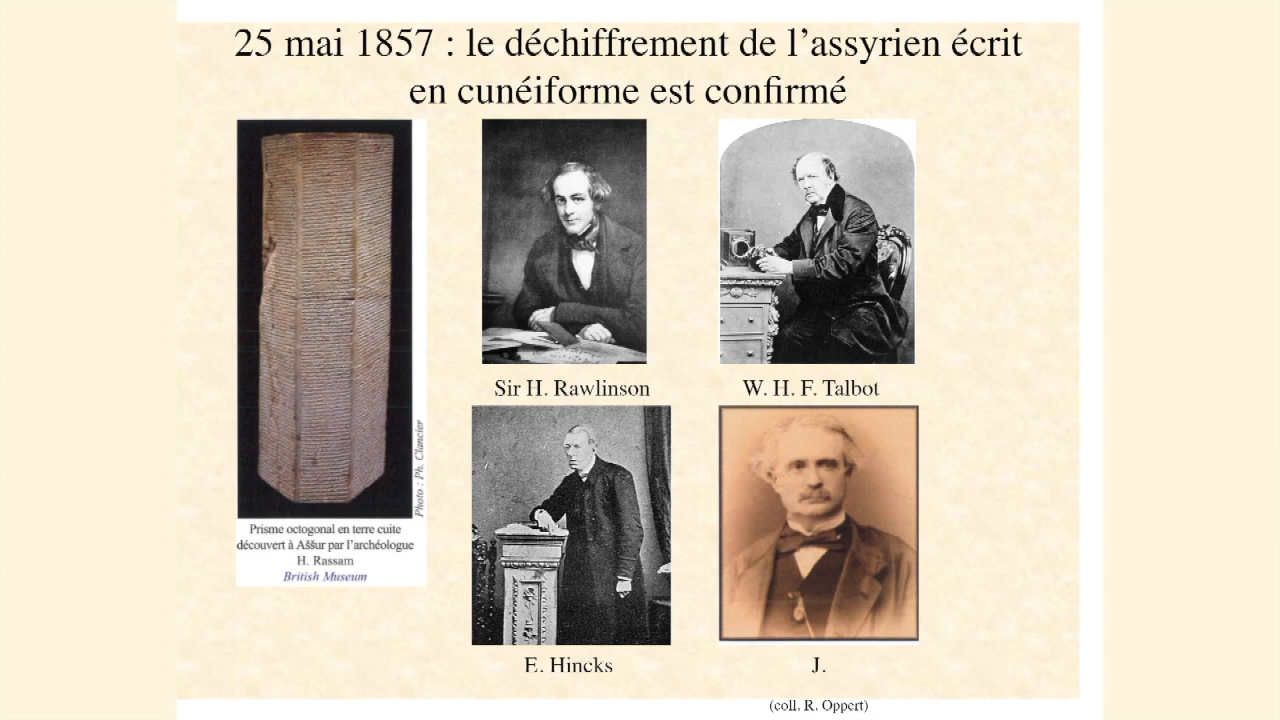 25 mai 1857 : le déchiffrement de l'assyrien écrit
en cunéiforme est confirmé
Photo : Ph. Clancier
Prisme octogonal en terre cuite
découvert à Aššur par l'archéologue
H. Rassam
British Museum
Sir H. Rawlinson
W. H. F. Talbot
E. Hincks
J.
(coll. R. Oppert)